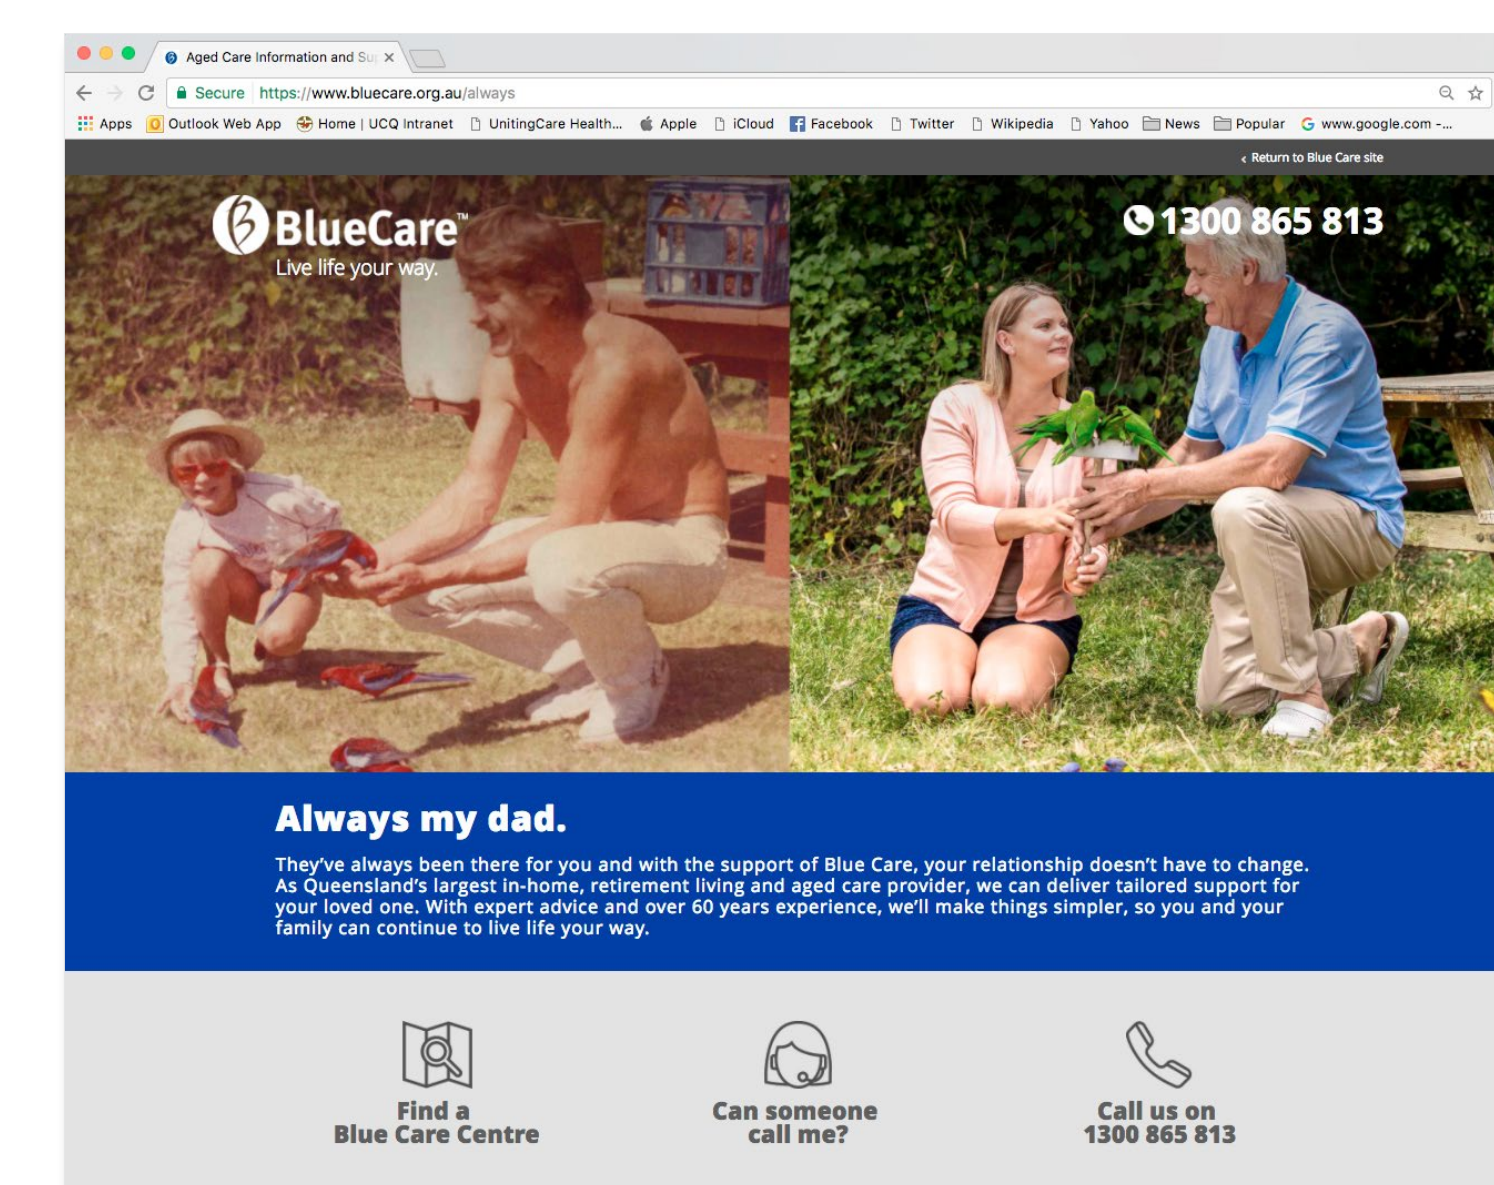 Aged Care Information and Su
Secure https://www.bluecare.org.au/always
Apps Outlook Web App Home | UCQ Intranet UnitingCare Health... Apple iCloud Facebook Twitter Wikipedia Yahoo News Popular www.google.com -...
‹ Return to Blue Care site
BlueCare™
Live life your way.
1300 865 813
Always my dad.
They've always been there for you and with the support of Blue Care, your relationship doesn't have to change.
As Queensland's largest in-home, retirement living and aged care provider, we can deliver tailored support for
your loved one. With expert advice and over 60 years experience, we'll make things simpler, so you and your
family can continue to live life your way.
Find a
Blue Care Centre
Can someone
call me?
Call us on
1300 865 813